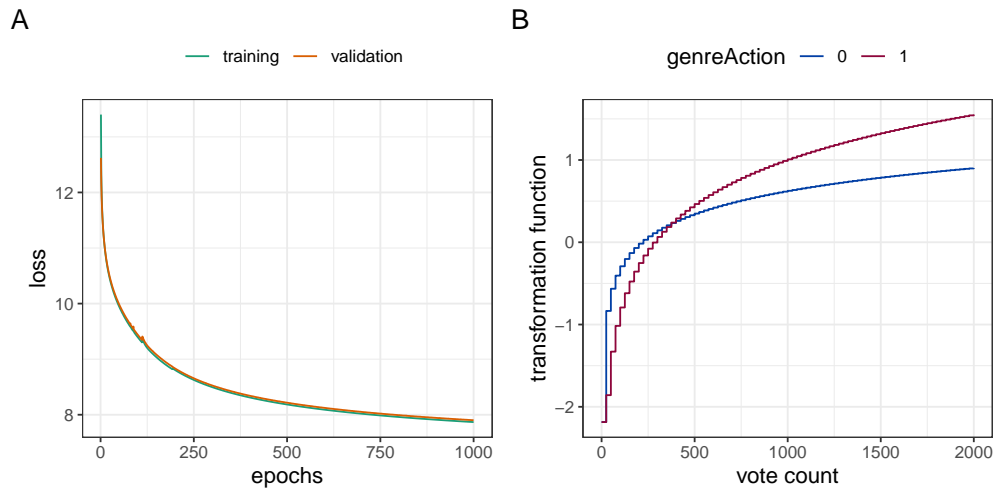 A
training validation
12
10
8
loss
0 250 500 750 1000
epochs
B
genreAction 0 1
1
0
−1
−2
transformation function
0 500 1000 1500 2000
vote count